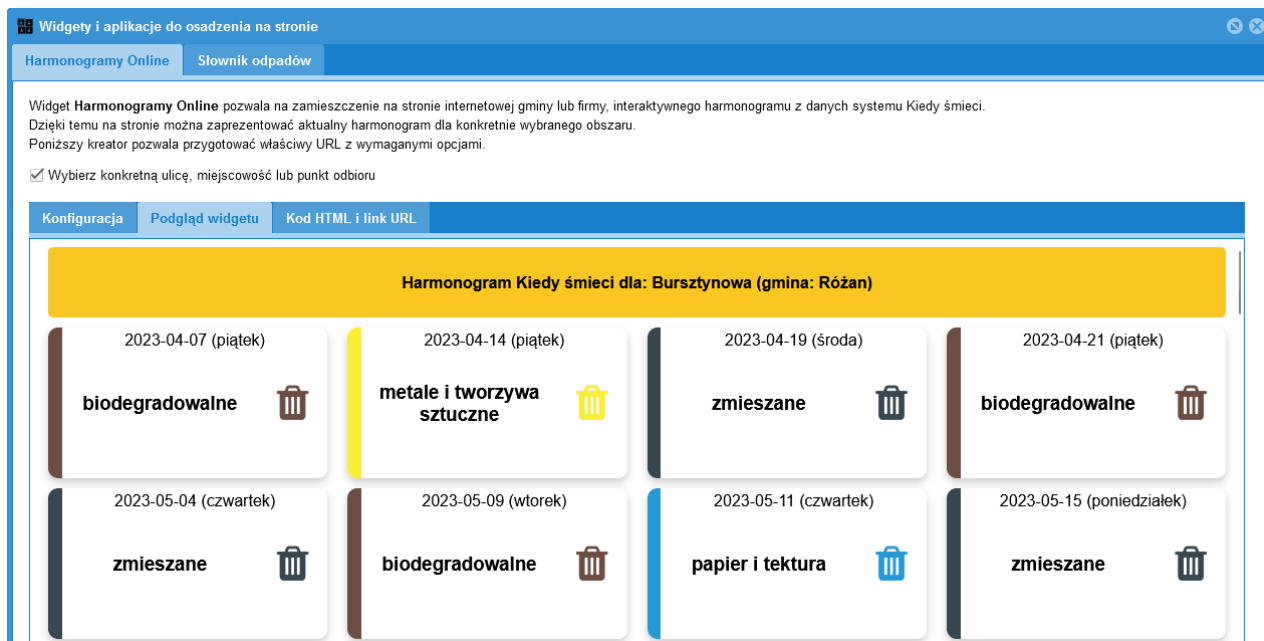 Widgety i aplikacje do osadzenia na stronie
Harmonogramy Online Słownik odpadów
Widget Harmonogramy Online pozwala na zamieszczenie na stronie internetowej gminy lub firmy, interaktywnego harmonogramu z danych systemu Kiedy śmieci.
Dzięki temu na stronie można zaprezentować aktualny harmonogram dla konkretnie wybranego obszaru.
Poniższy kreator pozwala przygotować właściwy URL z wymaganymi opcjami.
Wybierz konkretną ulicę, miejscowość lub punkt odbioru
Konfiguracja Podgląd widgetu Kod HTML i link URL
Harmonogram Kiedy śmieci dla: Bursztynowa (gmina: Różan)
2023-04-07 (piątek)
biodegradowalne
2023-04-14 (piątek)
metale i tworzywa
sztuczne
2023-04-19 (środa)
zmieszane
2023-04-21 (piątek)
biodegradowalne
2023-05-04 (czwartek)
zmieszane
2023-05-09 (wtorek)
biodegradowalne
2023-05-11 (czwartek)
papier i tektura
2023-05-15 (poniedziałek)
zmieszane